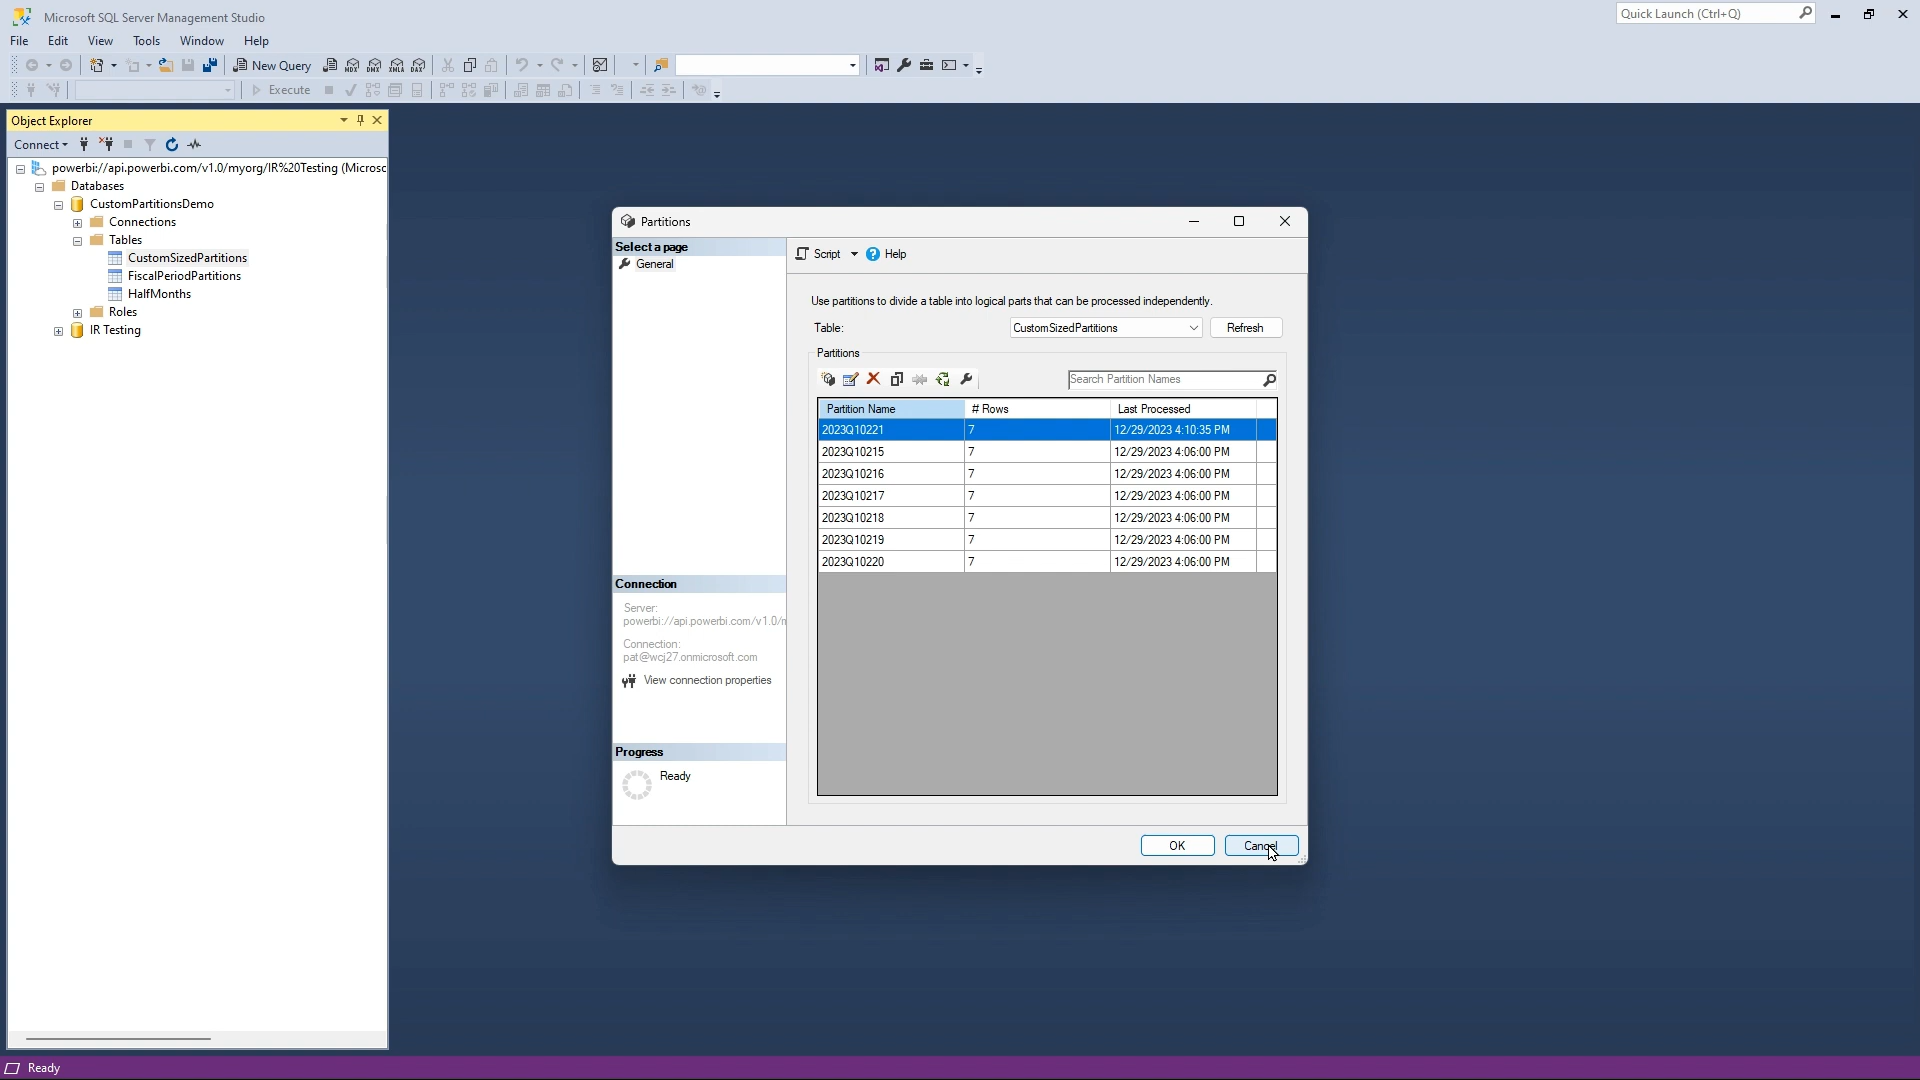 Microsoft SQL Server Management Studio
Quick Launch (Ctrl+Q)
File Edit View Tools Window Help
New Query
MDX DMX XMLA DAX
Execute
Object Explorer
Connect
powerbi://api.powerbi.com/v1.0/myorg/IR%20Testing (Microsc
Databases
CustomPartitionsDemo
Connections
Tables
CustomSizedPartitions
FiscalPeriodPartitions
HalfMonths
Roles
IR Testing
Partitions
Select a page
General
Script Help
Use partitions to divide a table into logical parts that can be processed independently.
Table: CustomSizedPartitions Refresh
Partitions
Search Partition Names
Partition Name # Rows Last Processed
2023Q10221 7 12/29/2023 4:10:35 PM
2023Q10215 7 12/29/2023 4:06:00 PM
2023Q10216 7 12/29/2023 4:06:00 PM
2023Q10217 7 12/29/2023 4:06:00 PM
2023Q10218 7 12/29/2023 4:06:00 PM
2023Q10219 7 12/29/2023 4:06:00 PM
2023Q10220 7 12/29/2023 4:06:00 PM
Connection
Server:
powerbi://api.powerbi.com/v1.0/n
Connection:
pat@wcj27.onmicrosoft.com
View connection properties
Progress
Ready
OK Cancel
Ready